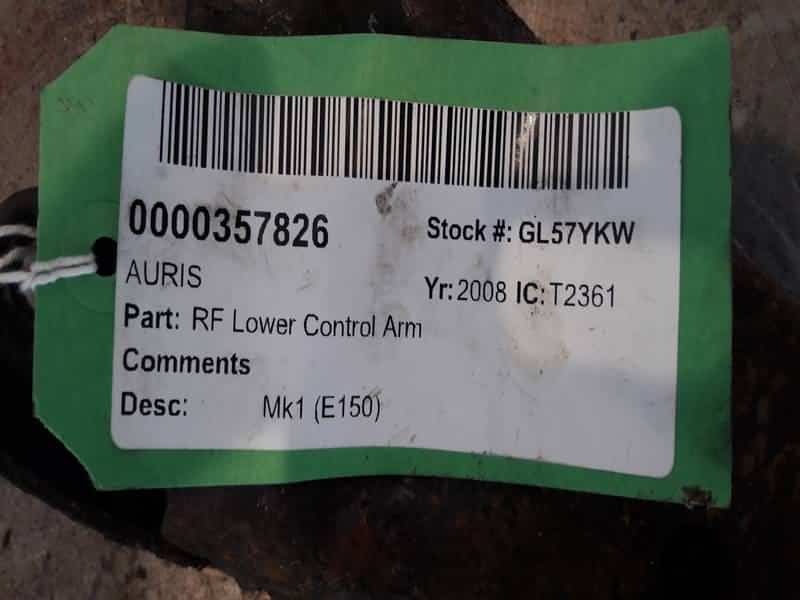 0000357826 Stock #: GL57YKW
AURIS Yr: 2008 IC: T2361
Part: RF Lower Control Arm
Comments
Desc: Mk1 (E150)